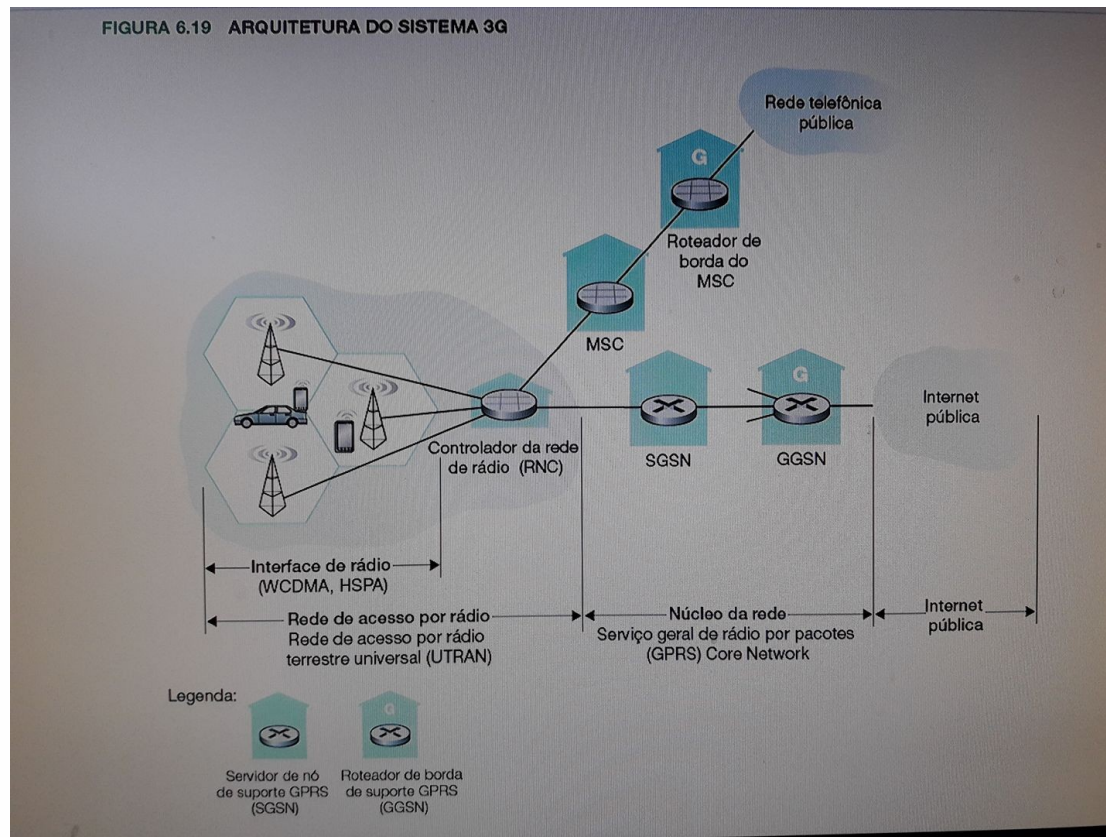 FIGURA 6.19 ARQUITETURA DO SISTEMA 3G
Rede telefônica
pública
G
Roteador de
borda do
MSC
MSC
G
Internet
pública
Controlador da rede
de rádio (RNC)
SGSN
GGSN
Interface de rádio
(WCDMA, HSPA)
Rede de acesso por rádio
Rede de acesso por rádio
terrestre universal (UTRAN)
Núcleo da rede
Serviço geral de rádio por pacotes
(GPRS) Core Network
Internet
pública
Legenda:
G
Servidor de nó
de suporte GPRS
(SGSN)
Roteador de borda
de suporte GPRS
(GGSN)